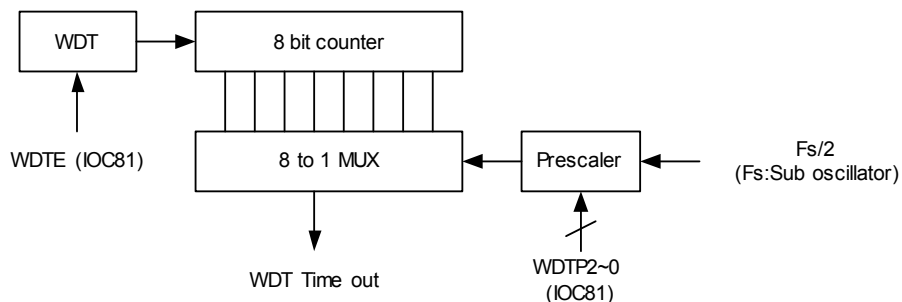 WDT
8 bit counter
WDTE (IOC81)
8 to 1 MUX
Prescaler
Fs/2
(Fs:Sub oscillator)
WDT Time out
WDTP2~0
(IOC81)